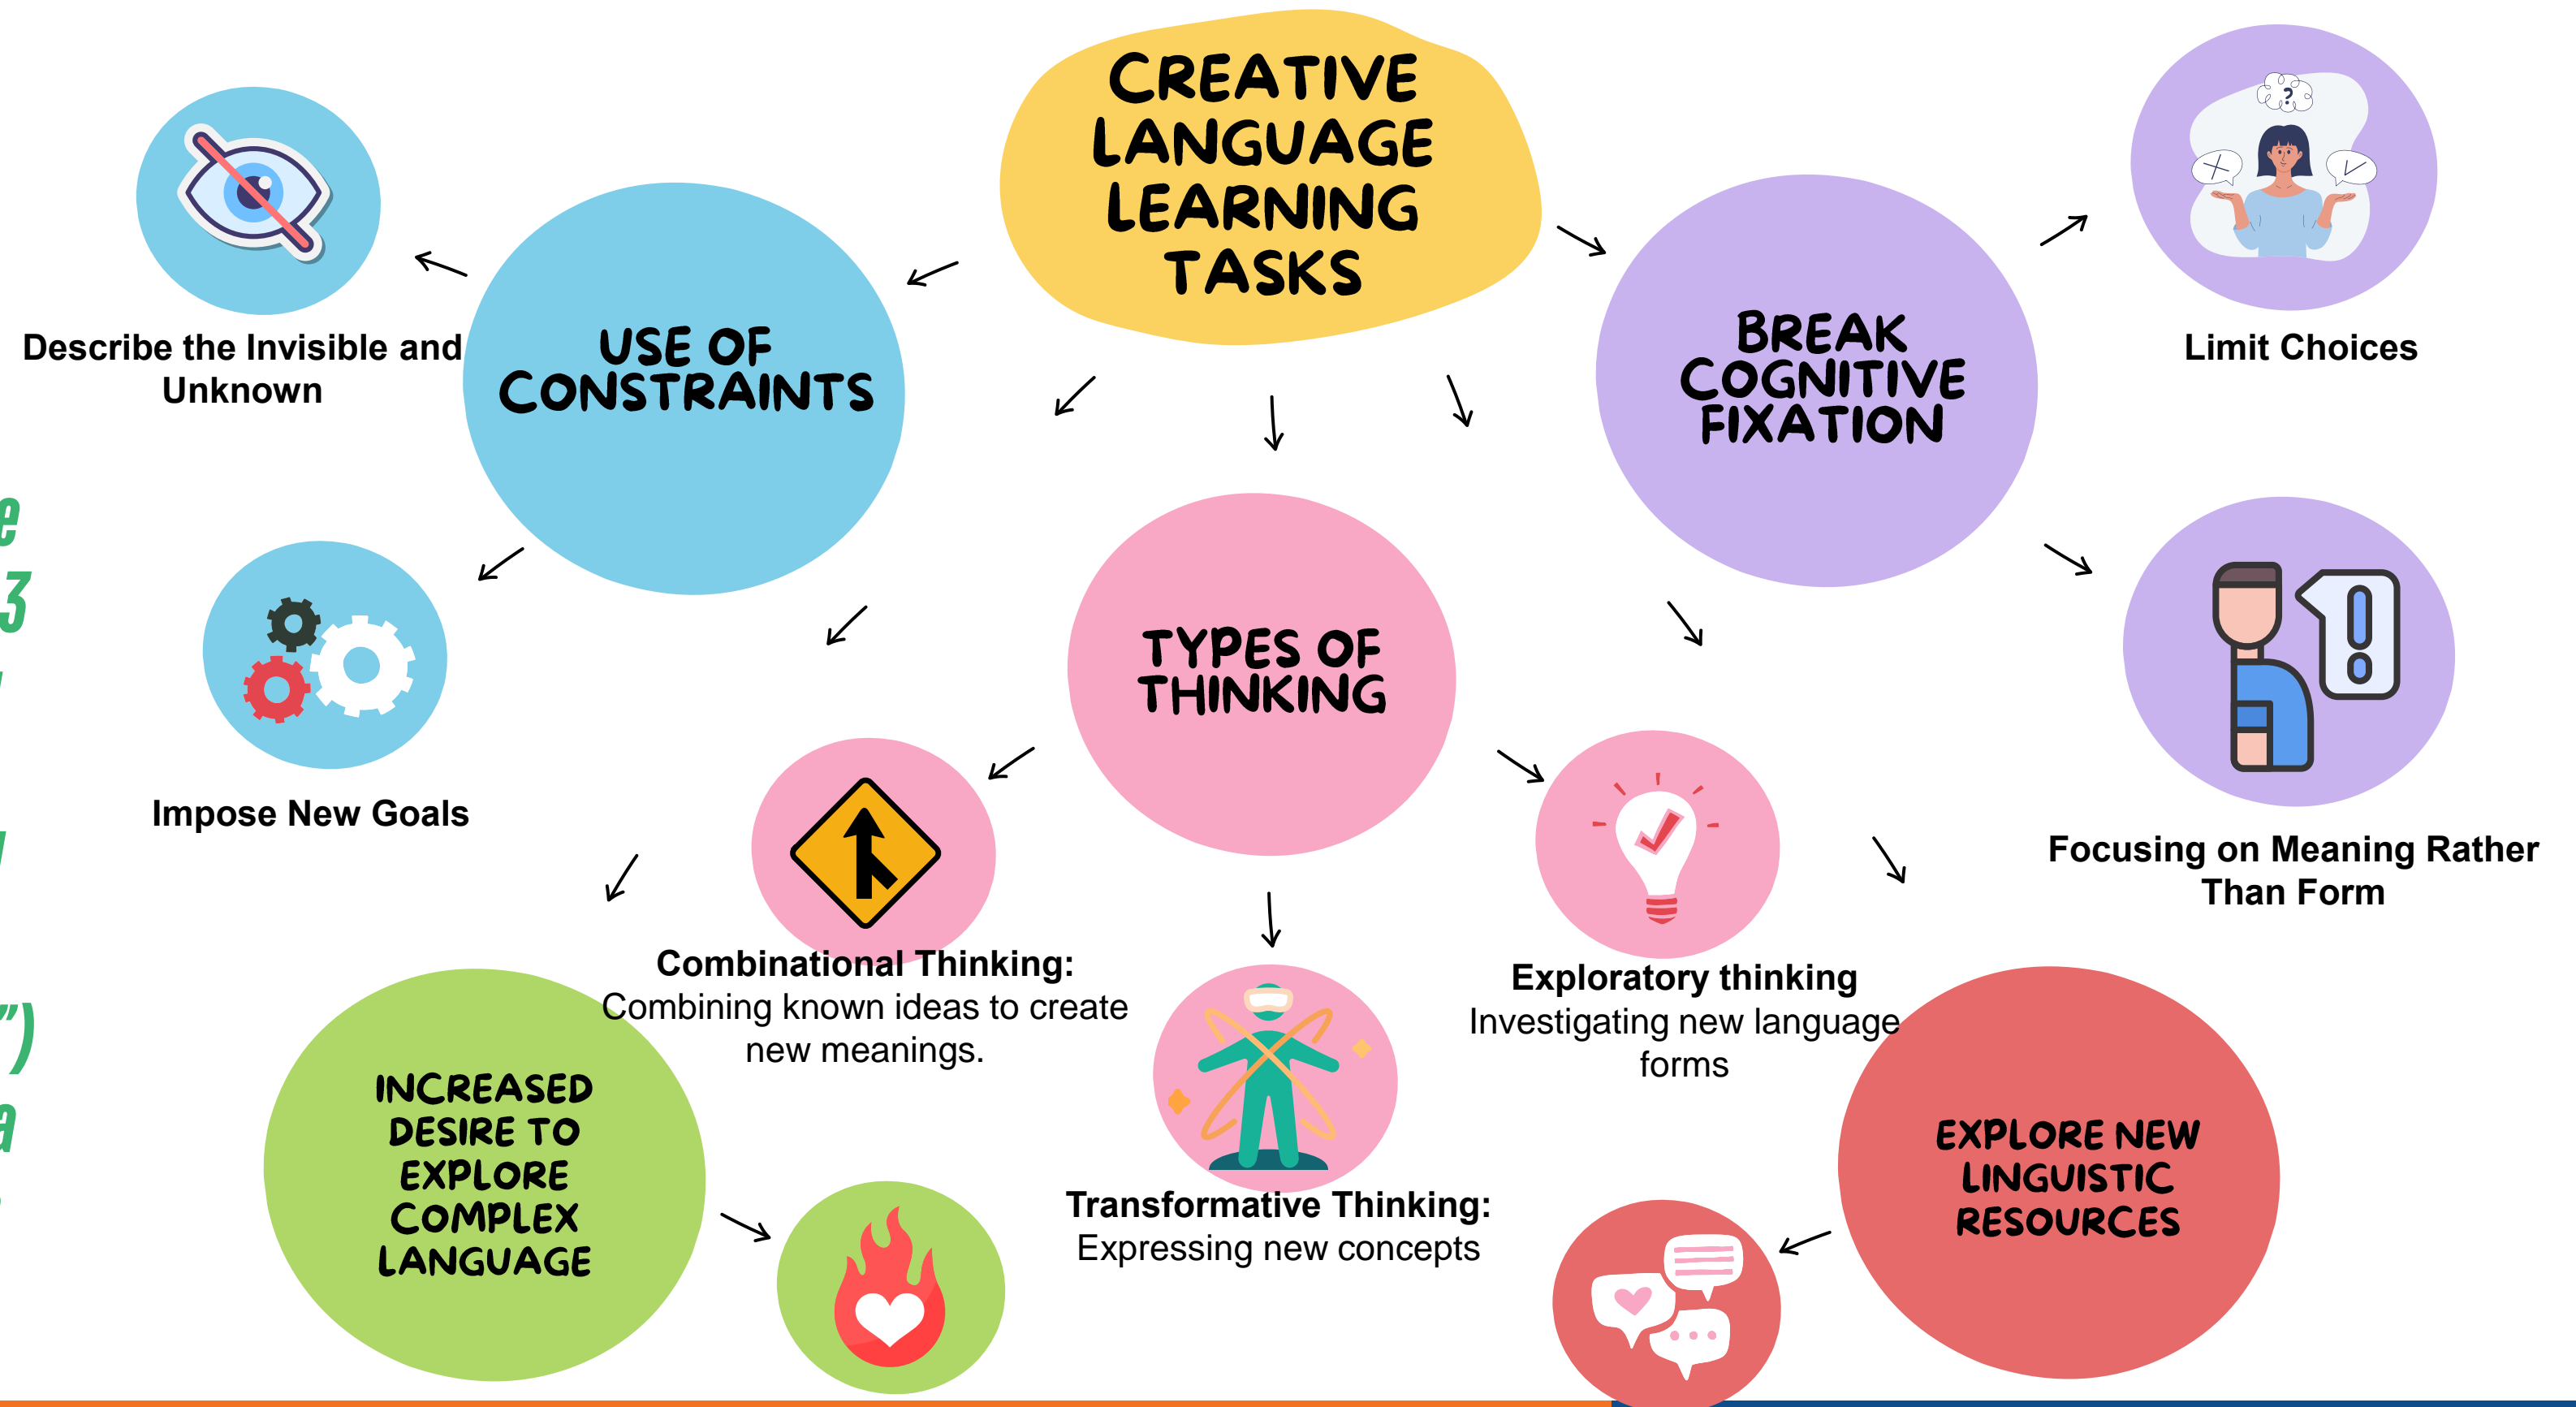 CREATIVE
LANGUAGE
LEARNING
TASKS
USE OF
CONSTRAINTS
Describe the Invisible and
Unknown
Impose New Goals
BREAK
COGNITIVE
FIXATION
Limit Choices
Focusing on Meaning Rather
Than Form
TYPES OF
THINKING
Combinational Thinking:
Combining known ideas to create
new meanings.
Transformative Thinking:
Expressing new concepts
Exploratory thinking
Investigating new language
forms
INCREASED
DESIRE TO
EXPLORE
COMPLEX
LANGUAGE
EXPLORE NEW
LINGUISTIC
RESOURCES
?
e
3
")
a